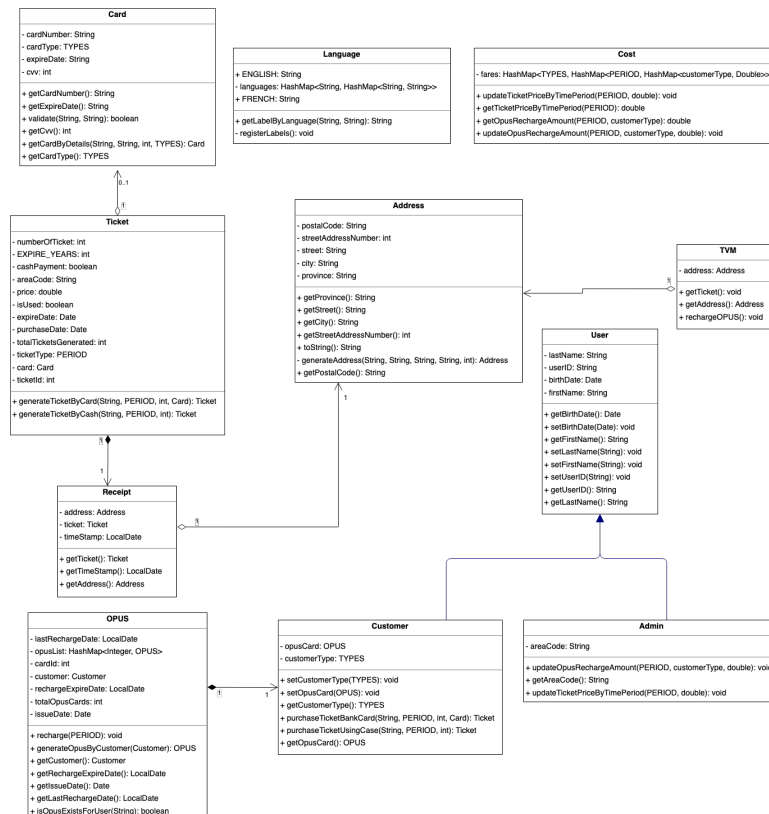 Card
- cardNumber: String
- cardType: TYPES
- expireDate: String
- cvv: int
+ getCardNumber(): String
+ getExpireDate(): String
+ validate(String, String): boolean
+ getCvv(): int
+ getCardByDetails(String, String, int, TYPES): Card
+ getCardType(): TYPES
Language
+ ENGLISH: String
- languages: HashMap<String, HashMap<String, String>>
+ FRENCH: String
+ getLabelByLanguage(String, String): String
- registerLabels(): void
Cost
- fares: HashMap<TYPES, HashMap<PERIOD, HashMap<customerType, Double>>
+ updateTicketPriceByTimePeriod(PERIOD, double): void
+ getTicketPriceByTimePeriod(PERIOD): double
+ getOpusRechargeAmount(PERIOD, customerType): double
+ updateOpusRechargeAmount(PERIOD, customerType, double): void
0..1
1
Ticket
- numberOfTicket: int
- EXPIRE_YEARS: int
- cashPayment: boolean
- areaCode: String
- price: double
- isUsed: boolean
- expireDate: Date
- purchaseDate: Date
- totalTicketsGenerated: int
- ticketType: PERIOD
- card: Card
- ticketId: int
+ generateTicketByCard(String, PERIOD, int, Card): Ticket
+ generateTicketByCash(String, PERIOD, int): Ticket
Address
- postalCode: String
- streetAddressNumber: int
- street: String
- city: String
- province: String
+ getProvince(): String
+ getStreet(): String
+ getCity(): String
+ getStreetAddressNumber(): int
+ toString(): String
- generateAddress(String, String, String, String, int): Address
+ getPostalCode(): String
1
TVM
- address: Address
+ getTicket(): void
+ getAddress(): Address
+ rechargeOPUS(): void
User
- lastName: String
- userID: String
- birthDate: Date
- firstName: String
+ getBirthDate(): Date
+ setBirthDate(Date): void
+ getFirstName(): String
+ setLastName(String): void
+ setFirstName(String): void
+ setUserID(String): void
+ getUserID(): String
+ getLastName(): String
1
1
1
Receipt
- address: Address
- ticket: Ticket
- timeStamp: LocalDate
+ getTicket(): Ticket
+ getTimeStamp(): LocalDate
+ getAddress(): Address
1
OPUS
- lastRechargeDate: LocalDate
- opusList: HashMap<Integer, OPUS>
- cardId: int
- customer: Customer
- rechargeExpireDate: LocalDate
- totalOpusCards: int
- issueDate: Date
+ recharge(PERIOD): void
+ generateOpusByCustomer(Customer): OPUS
+ getCustomer(): Customer
+ getRechargeExpireDate(): LocalDate
+ getIssueDate(): Date
+ getLastRechargeDate(): LocalDate
+ isOpusExistsForUser(String): boolean
1
1
Customer
- opusCard: OPUS
- customerType: TYPES
+ setCustomerType(TYPES): void
+ setOpusCard(OPUS): void
+ getCustomerType(): TYPES
+ purchaseTicketBankCard(String, PERIOD, int, Card): Ticket
+ purchaseTicketUsingCase(String, PERIOD, int): Ticket
+ getOpusCard(): OPUS
Admin
- areaCode: String
+ updateOpusRechargeAmount(PERIOD, customerType, double): void
+ getAreaCode(): String
+ updateTicketPriceByTimePeriod(PERIOD, double): void